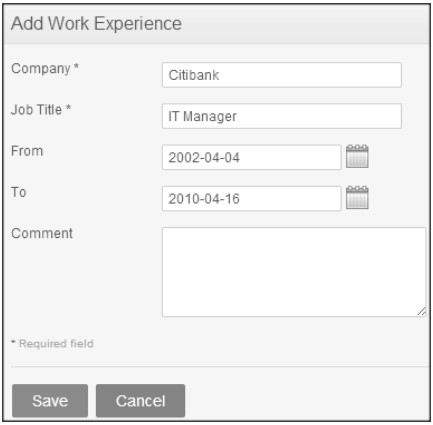 Add Work Experience
Company * Citibank
Job Title * IT Manager
From 2002-04-04
To 2010-04-16
Comment
* Required field
Save Cancel